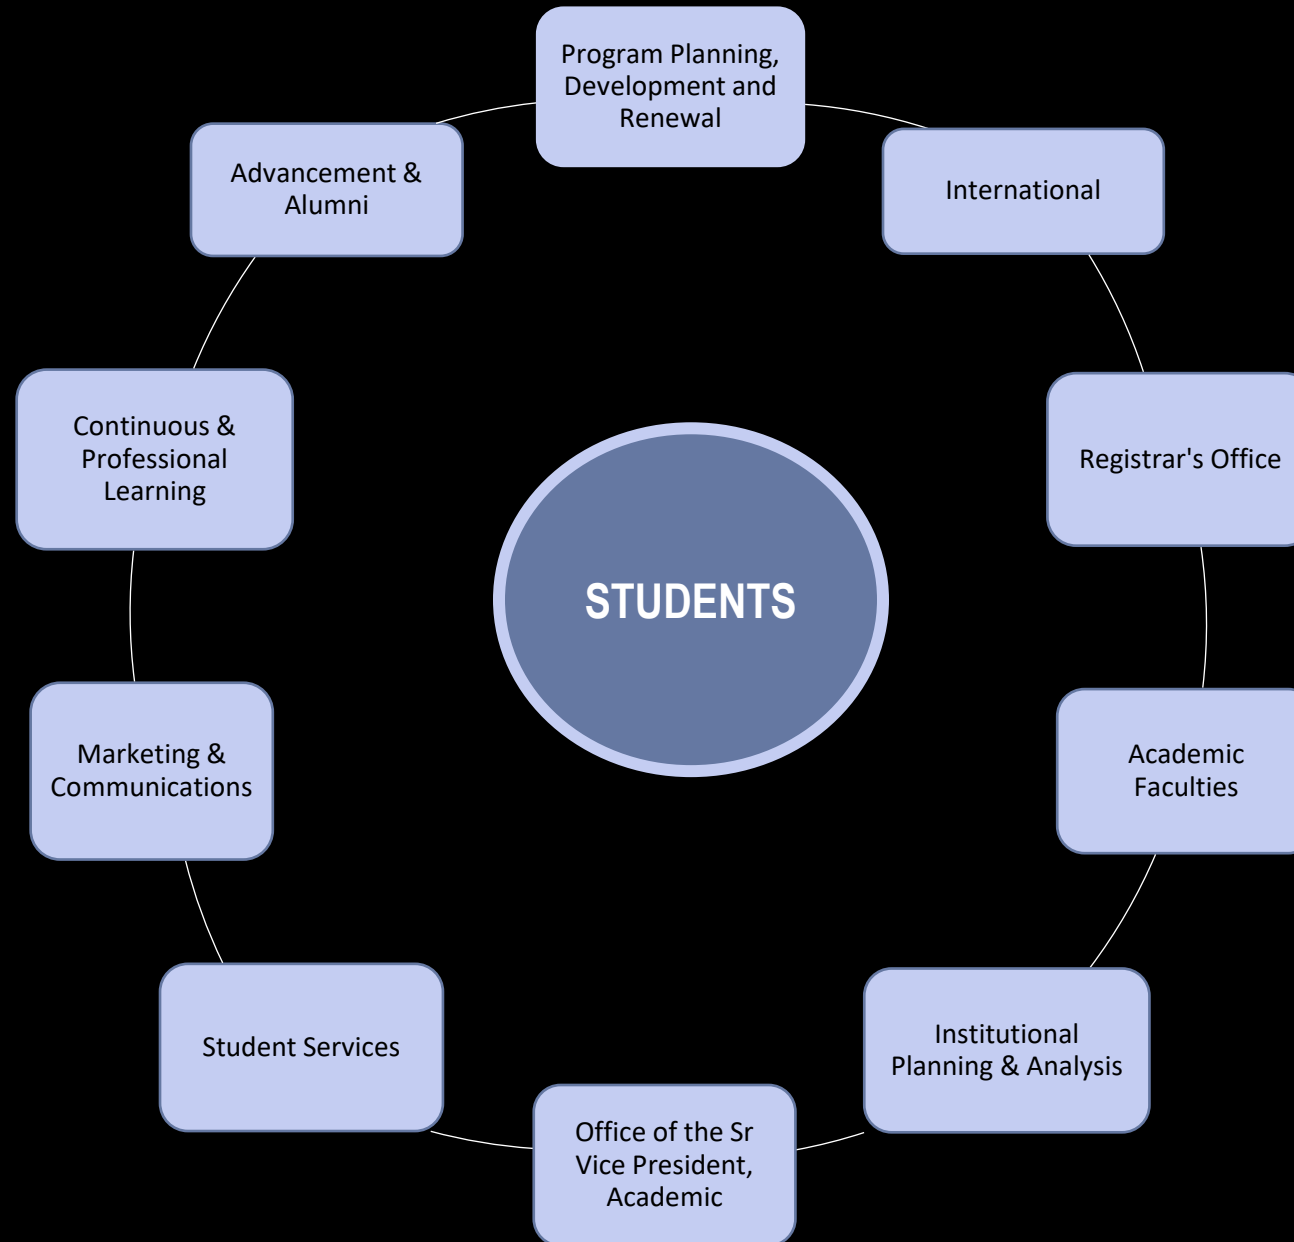 Program Planning,
Development and
Renewal
International
Registrar's Office
Academic
Faculties
Institutional
Planning & Analysis
Office of the Sr
Vice President,
Academic
Student Services
Marketing &
Communications
Continuous &
Professional
Learning
Advancement &
Alumni
STUDENTS